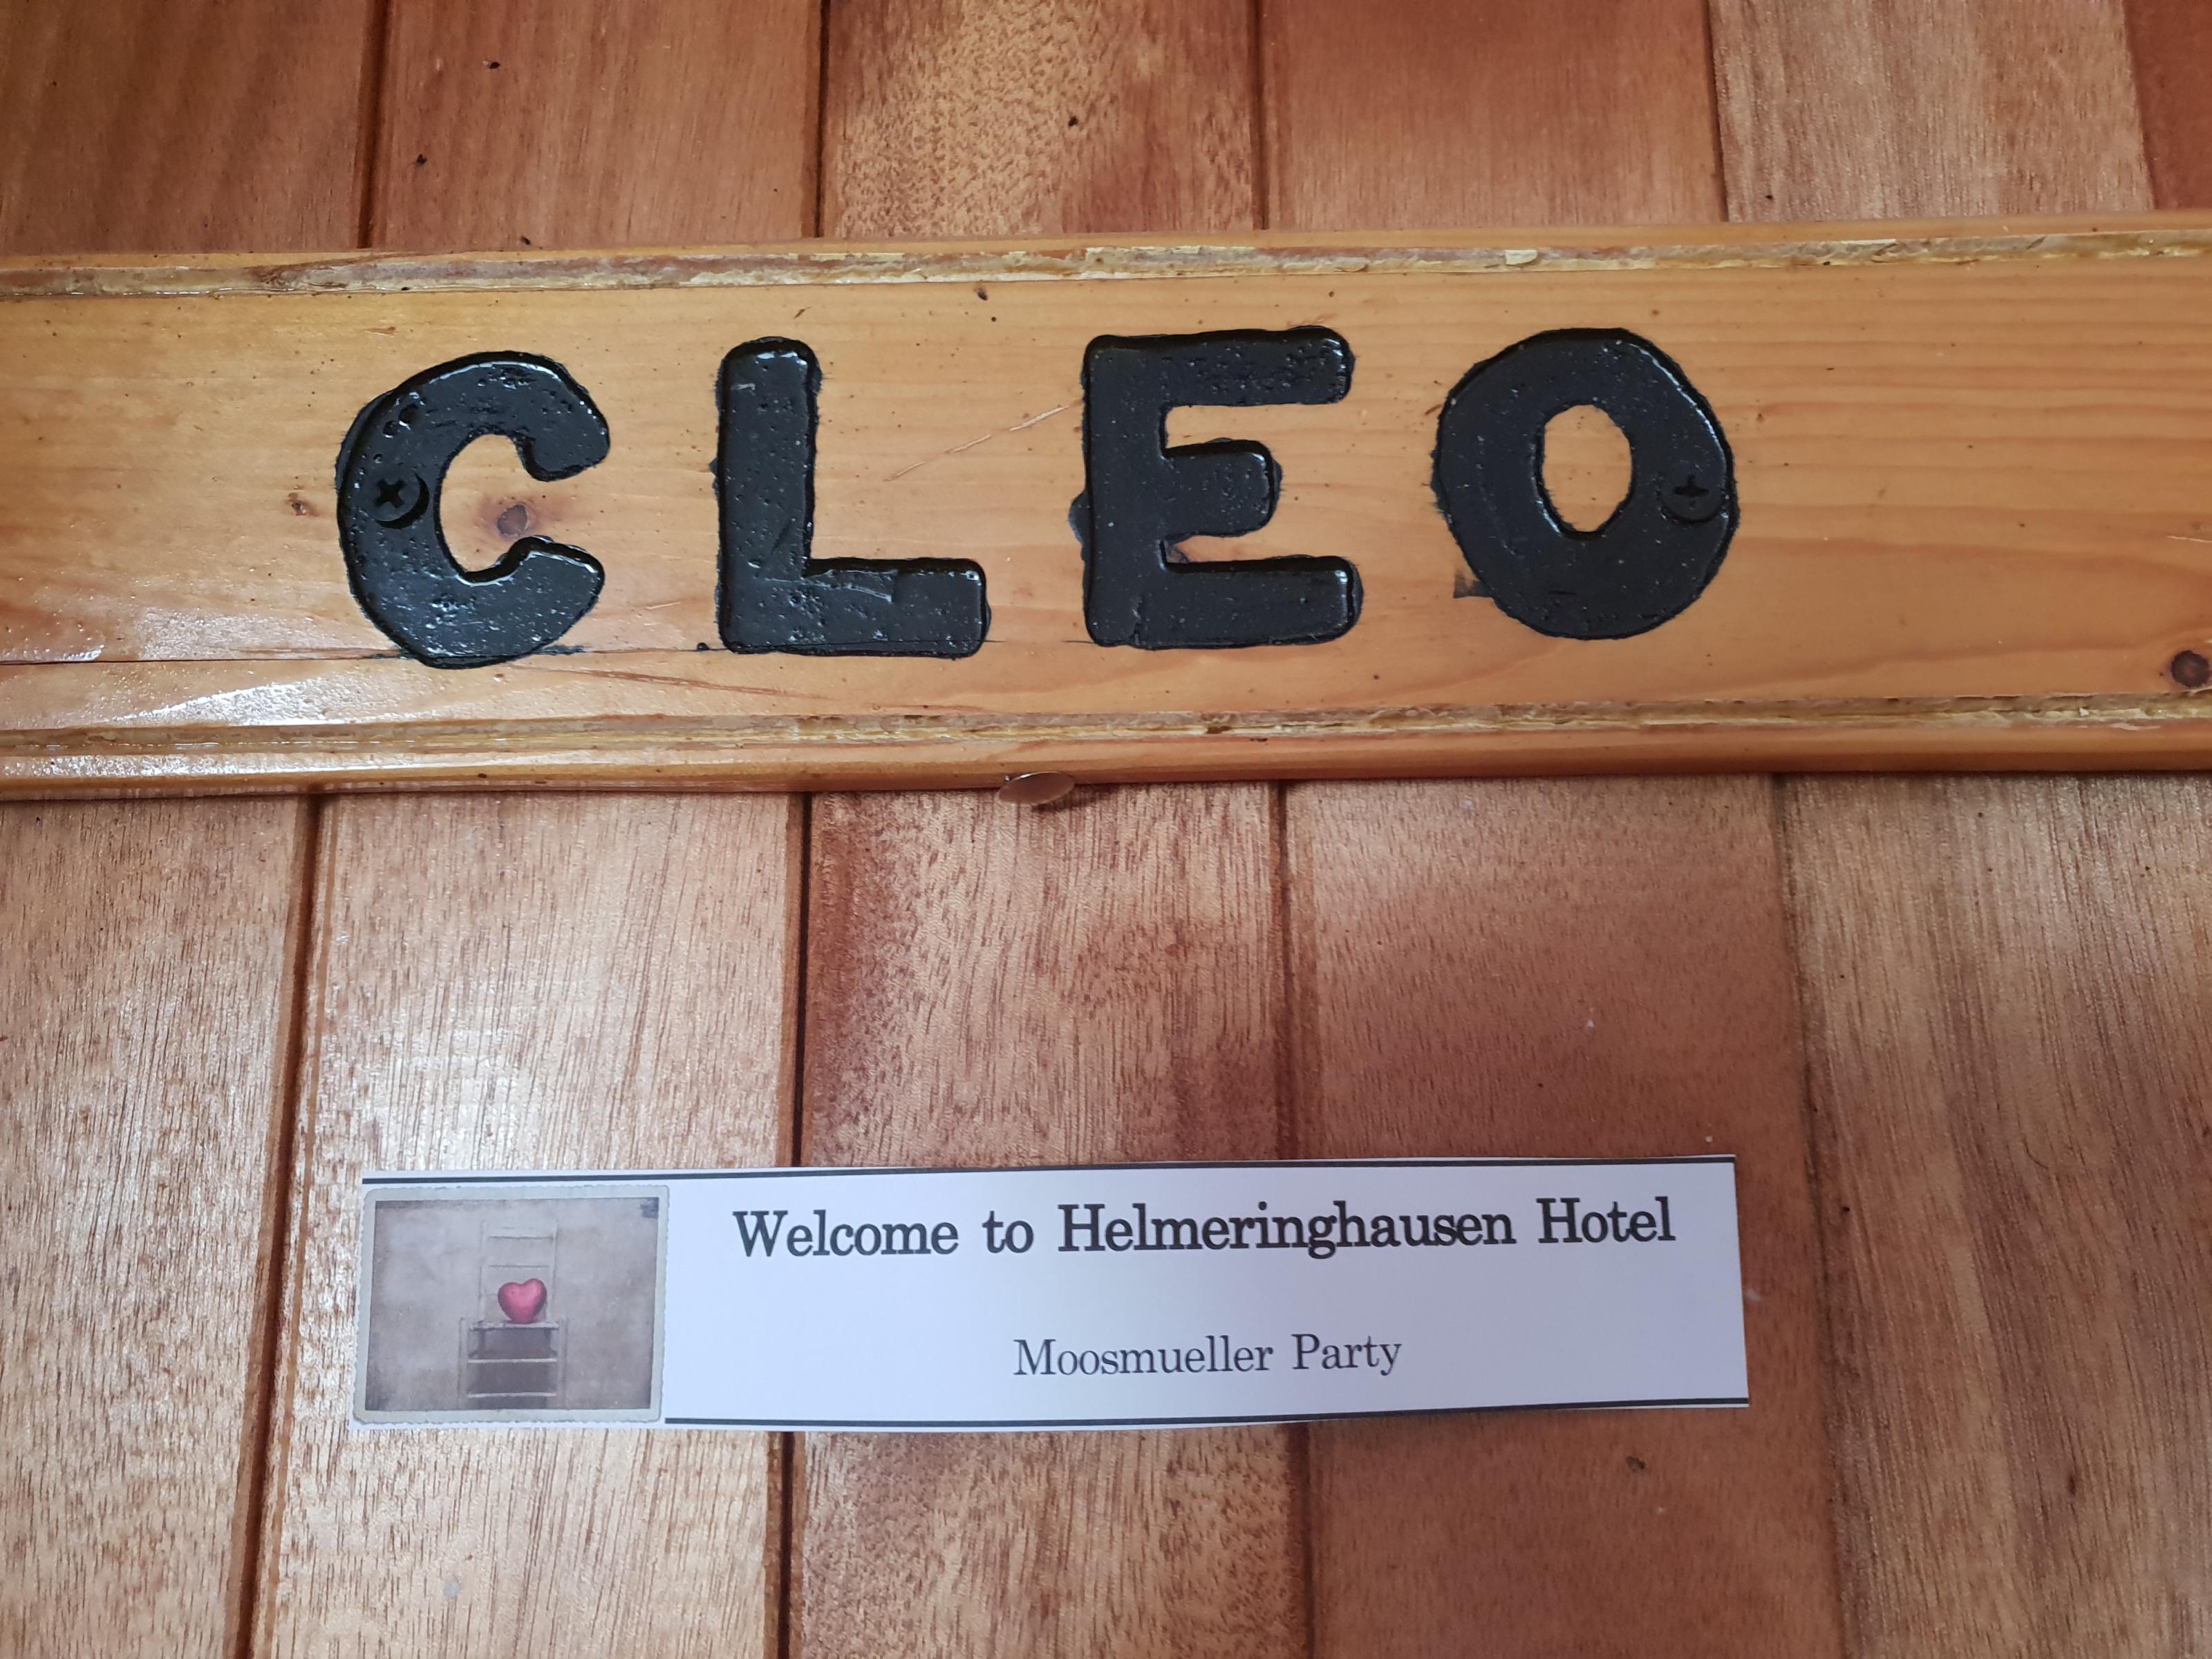 CLEO
Welcome to Helmeringhausen Hotel
Moosmueller Party